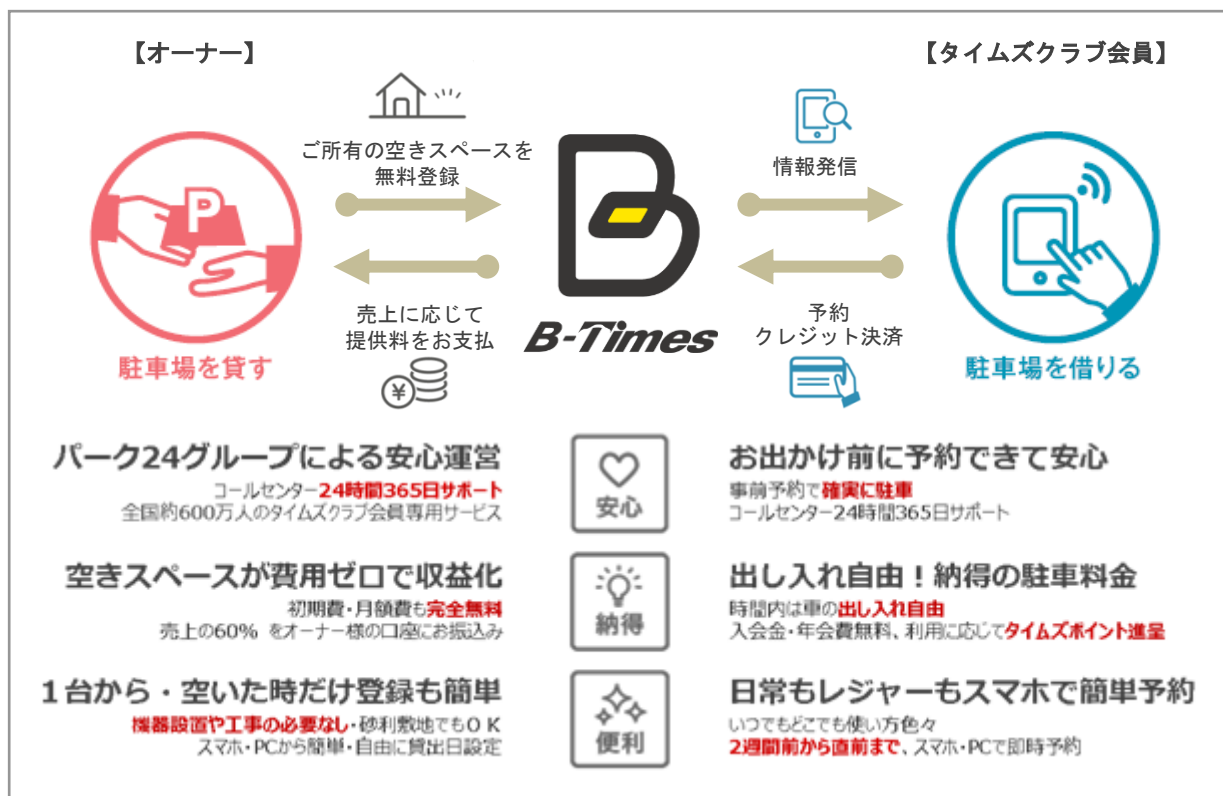 【オーナー】
【タイムズクラブ会員】
ご所有の空きスペースを
無料登録
情報発信
P
B
売上に応じて
提供料をお支払
¥
B-Times
予約
クレジット決済
駐車場を貸す
駐車場を借りる
パーク24グループによる安心運営
コールセンター24時間365日サポート
全国約600万人のタイムズクラブ会員専用サービス
安心
お出かけ前に予約できて安心
事前予約で確実に駐車
コールセンター24時間365日サポート
空きスペースが費用ゼロで収益化
初期費・月額費も完全無料
売上の60% をオーナー様の口座にお振込み
納得
出し入れ自由！納得の駐車料金
時間内は車の出し入れ自由
入会金・年会費無料、利用に応じてタイムズポイント進呈
１台から・空いた時だけ登録も簡単
機器設置や工事の必要なし・砂利敷地でもＯＫ
スマホ・PCから簡単・自由に貸出日設定
便利
日常もレジャーもスマホで簡単予約
いつでもどこでも使い方色々
2週間前から直前まで、スマホ・PCで即時予約